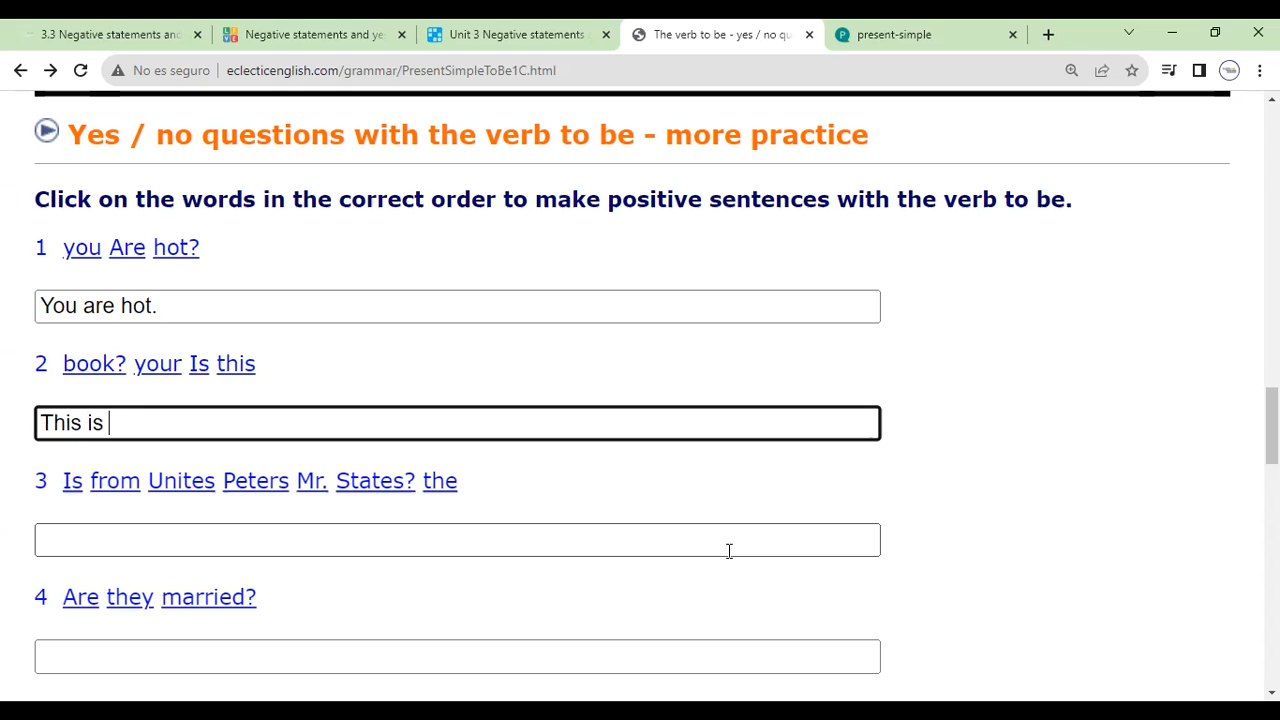 3.3 Negative statements and
Negative statements and ye
Unit 3 Negative statements
The verb to be - yes / no qu
present-simple
No es seguro
eclecticenglish.com/grammar/PresentSimpleToBe1C.html
Yes / no questions with the verb to be - more practice
Click on the words in the correct order to make positive sentences with the verb to be.
1 you Are hot?
You are hot.
2 book? your Is this
This is
3 Is from Unites Peters Mr. States? the
4 Are they married?